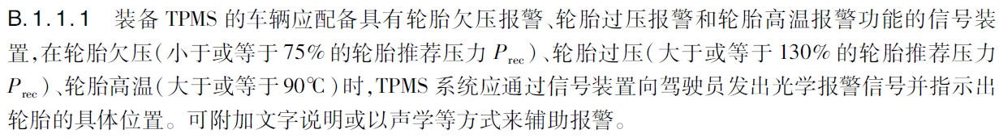 B.1.1.1 装备 TPMS 的车辆应配备具有轮胎欠压报警、轮胎过压报警和轮胎高温报警功能的信号装
置,在轮胎欠压(小于或等于 75% 的轮胎推荐压力 Prec)、轮胎过压(大于或等于 130% 的轮胎推荐压力
Prec)、轮胎高温(大于或等于90℃)时,TPMS 系统应通过信号装置向驾驶员发出光学报警信号并指示出
轮胎的具体位置。可附加文字说明或以声学等方式来辅助报警。